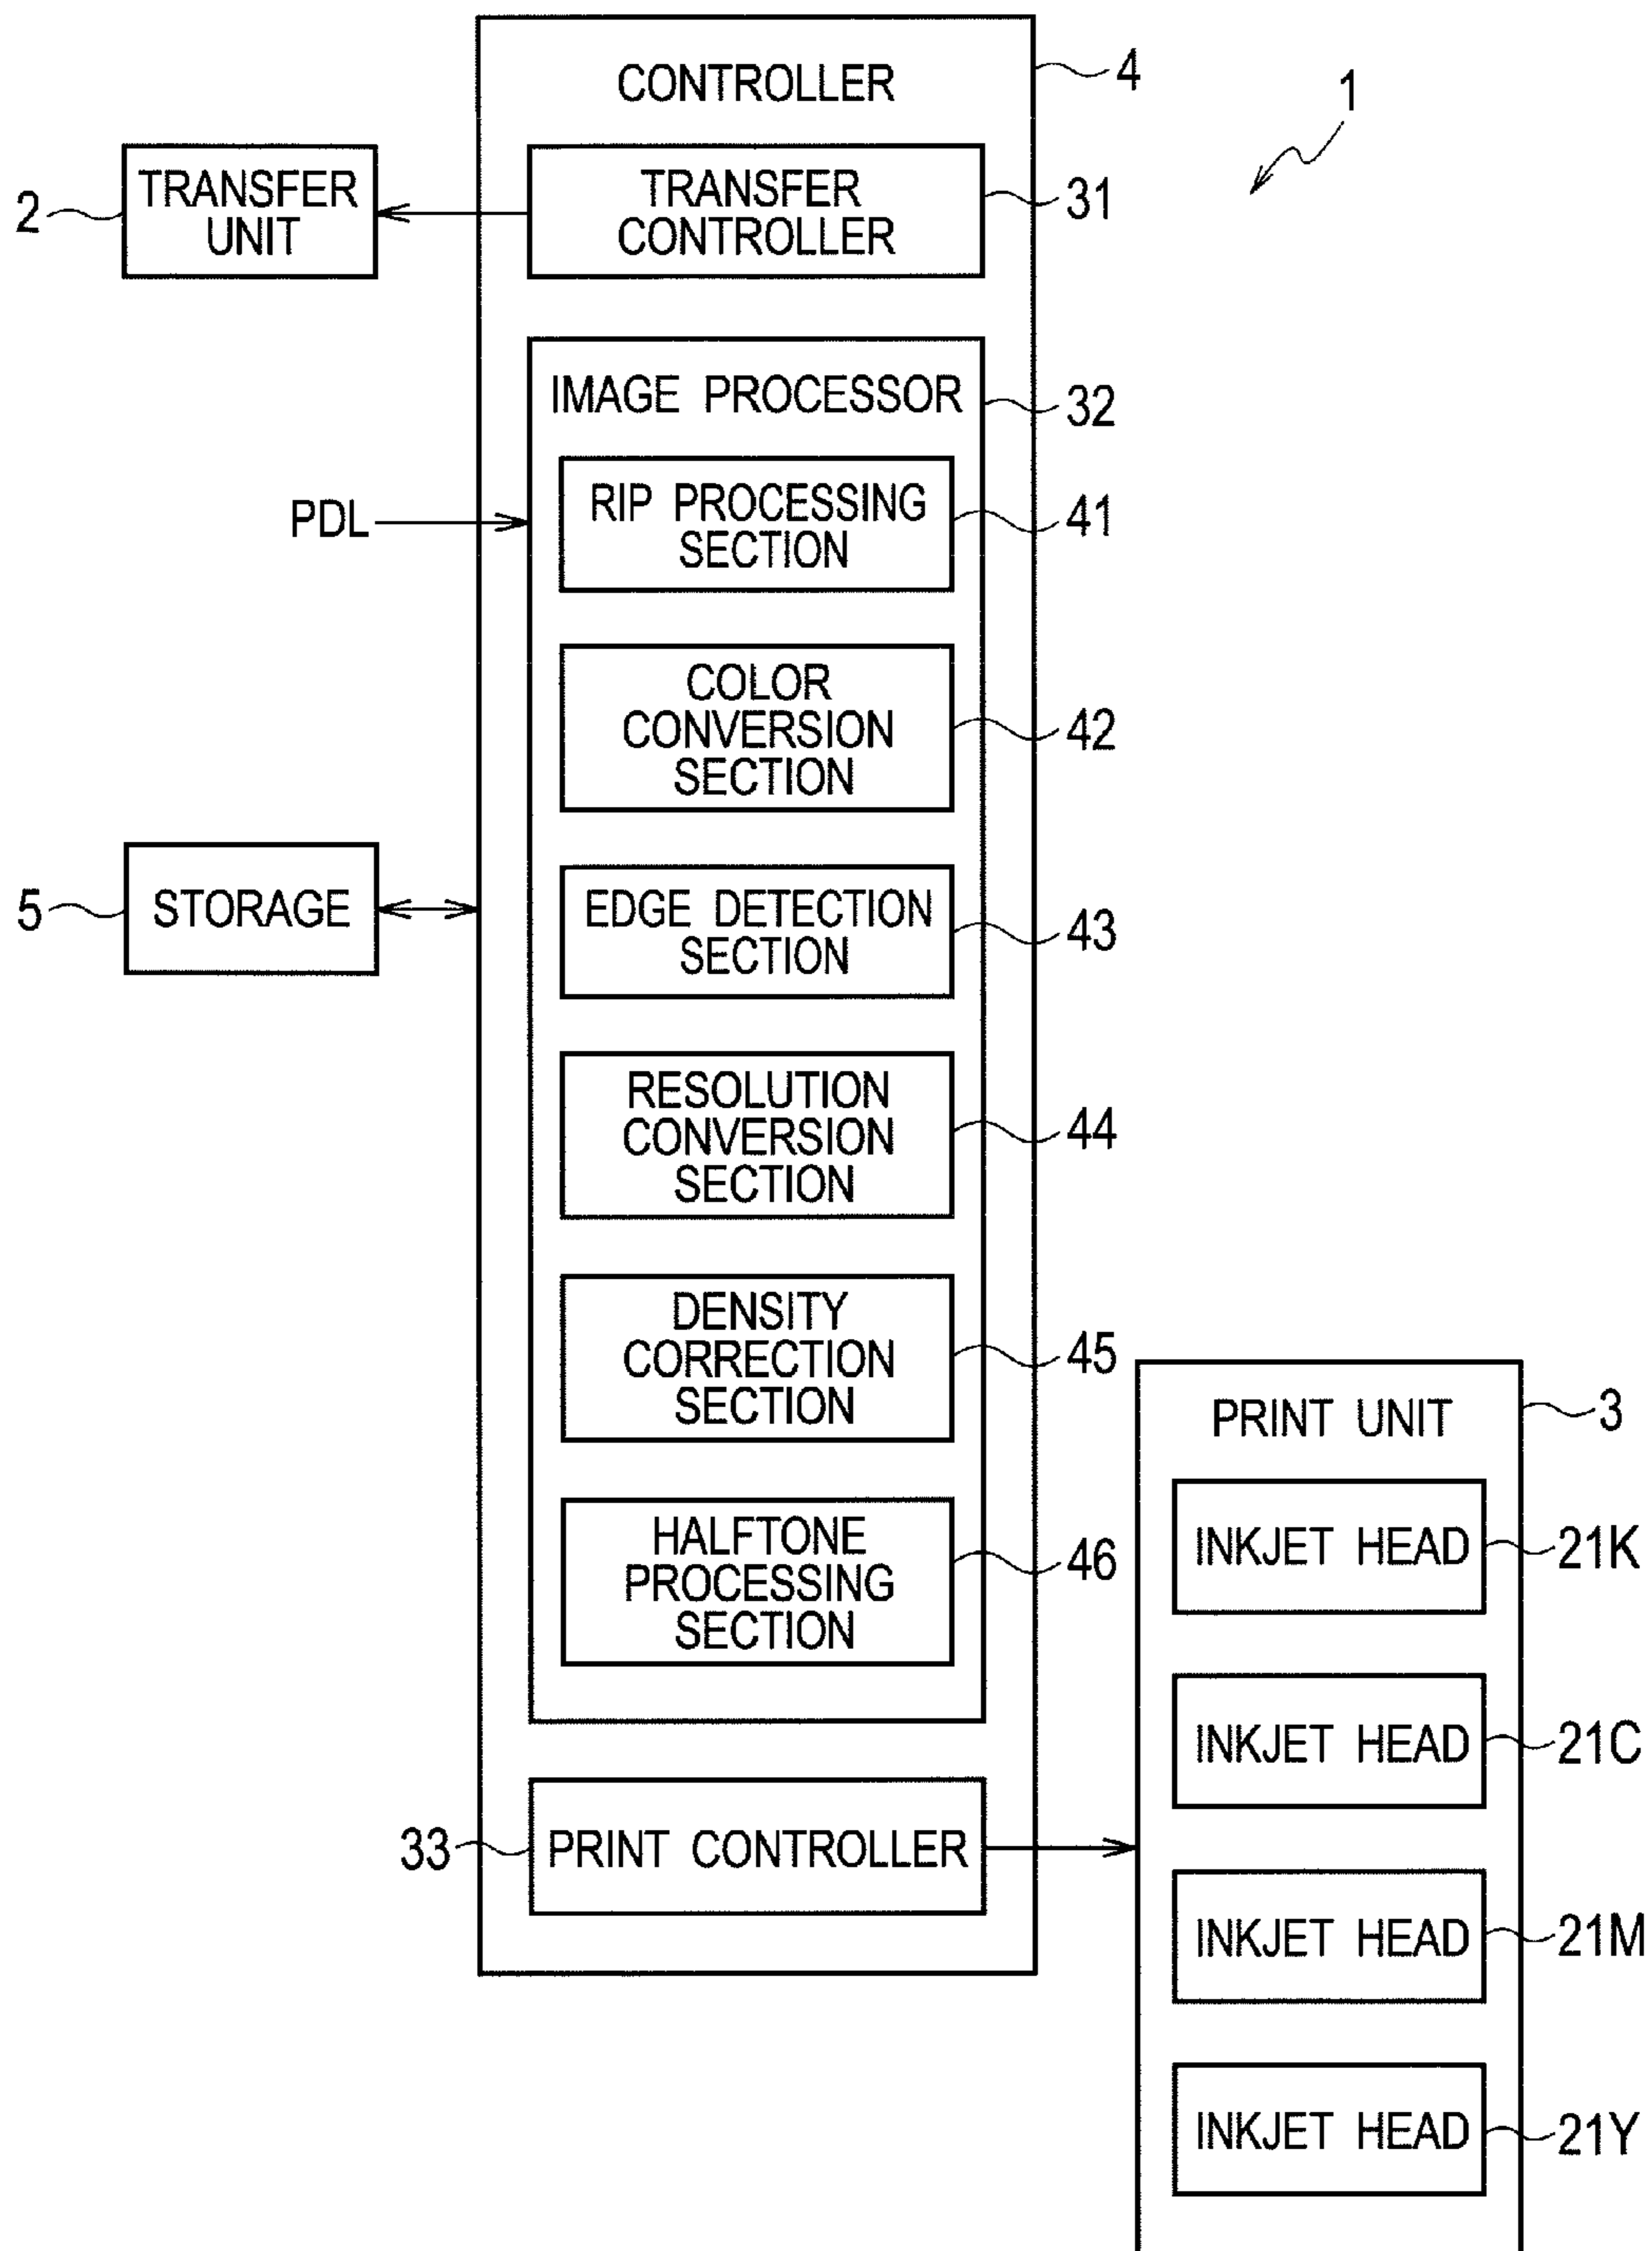 CONTROLLER
4
1
2
TRANSFER
UNIT
TRANSFER
CONTROLLER
31
IMAGE PROCESSOR
32
PDL
RIP PROCESSING
SECTION
41
COLOR
CONVERSION
SECTION
42
5
STORAGE
EDGE DETECTION
SECTION
43
RESOLUTION
CONVERSION
SECTION
44
DENSITY
CORRECTION
SECTION
45
HALFTONE
PROCESSING
SECTION
46
33
PRINT CONTROLLER
PRINT UNIT
3
INKJET HEAD
21K
INKJET HEAD
21C
INKJET HEAD
21M
INKJET HEAD
21Y